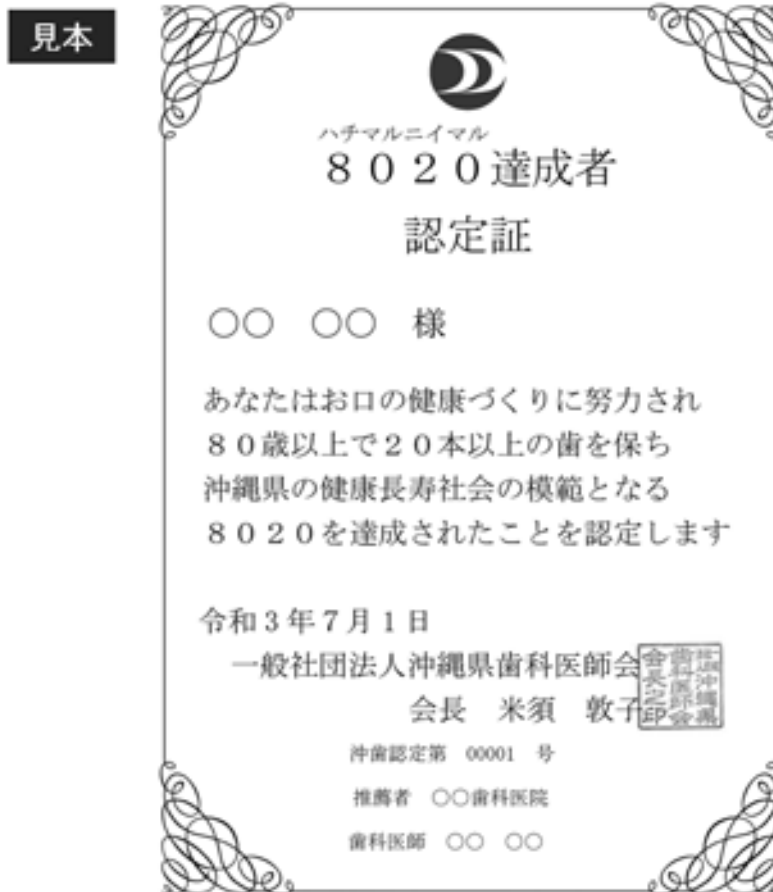 見本
ハチマルニイマル
８０２０達成者
認定証
○○　○○　様
あなたはお口の健康づくりに努力され
８０歳以上で２０本以上の歯を保ち
沖縄県の健康長寿社会の模範となる
８０２０を達成されたことを認定します
令和３年７月１日
一般社団法人沖縄県歯科医師会
会長　米須　敦子
沖歯認定第　00001　号
推薦者　○○歯科医院
歯科医師　○○　○○